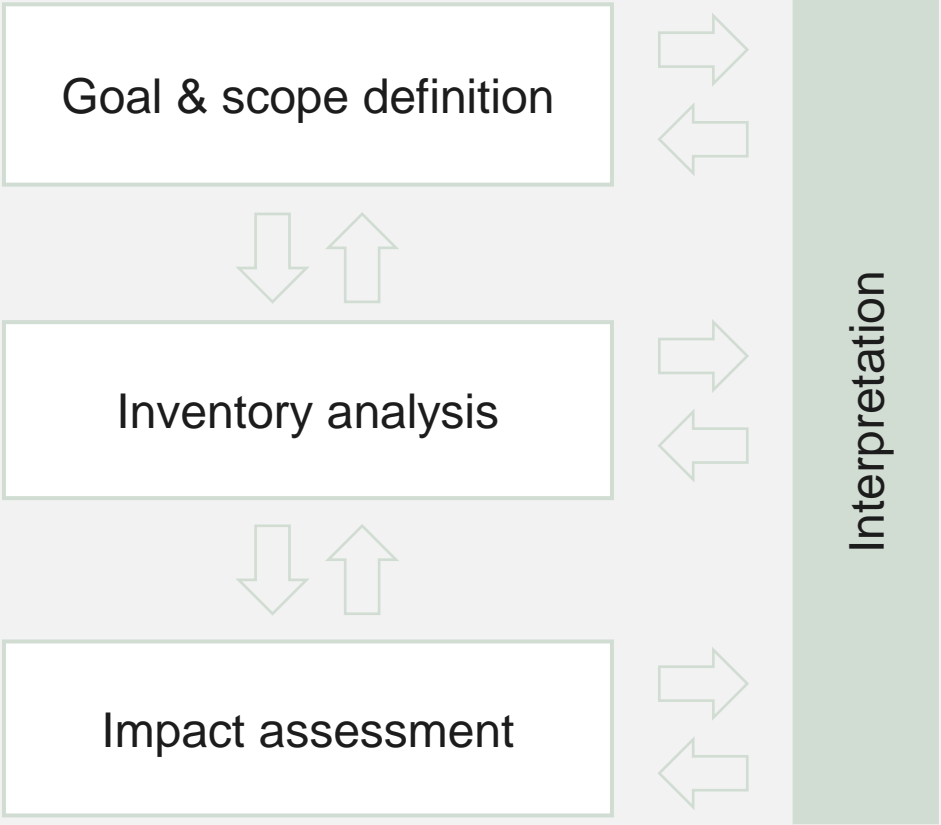 Goal & scope definition
Inventory analysis
Impact assessment
Interpretation